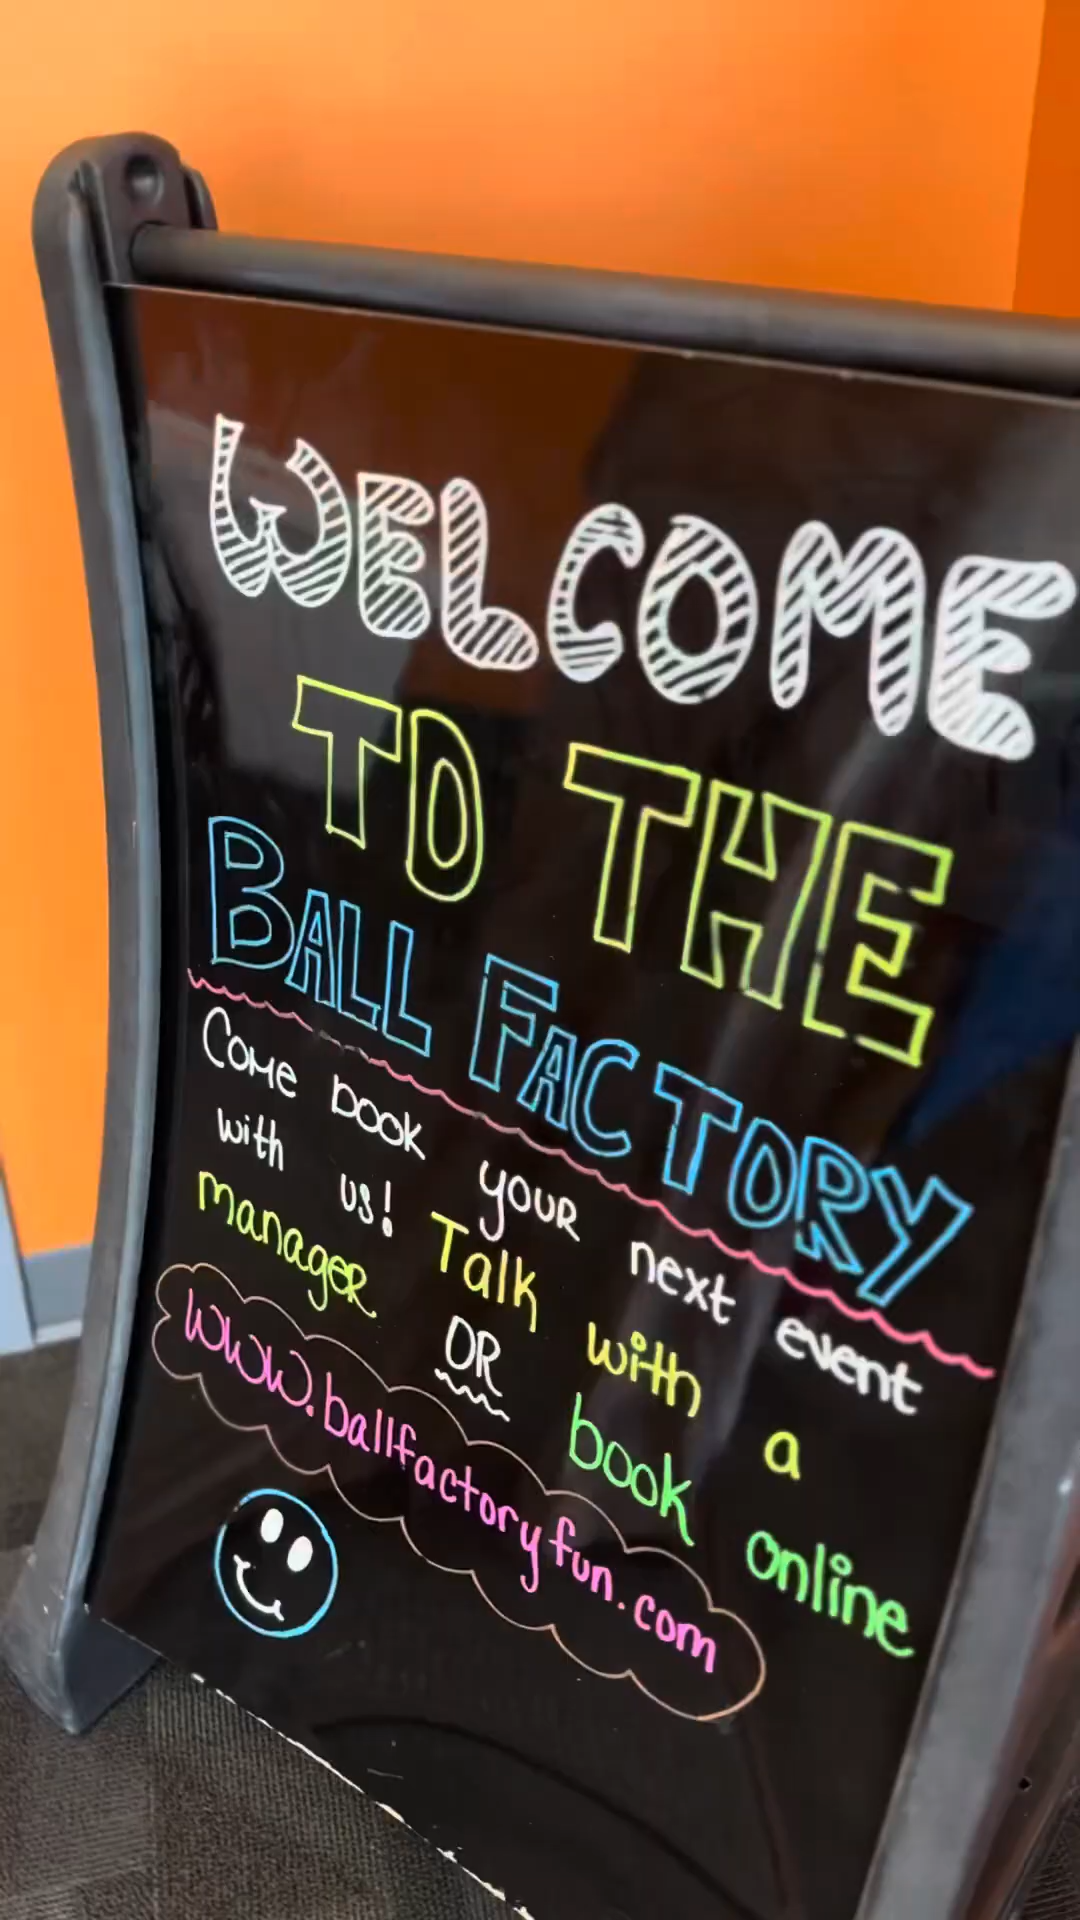 WELCOME
TO THE
BALL FACTORY
Come book your next event
with us! Talk with a
manager OR book online
www.ballfactoryfun.com